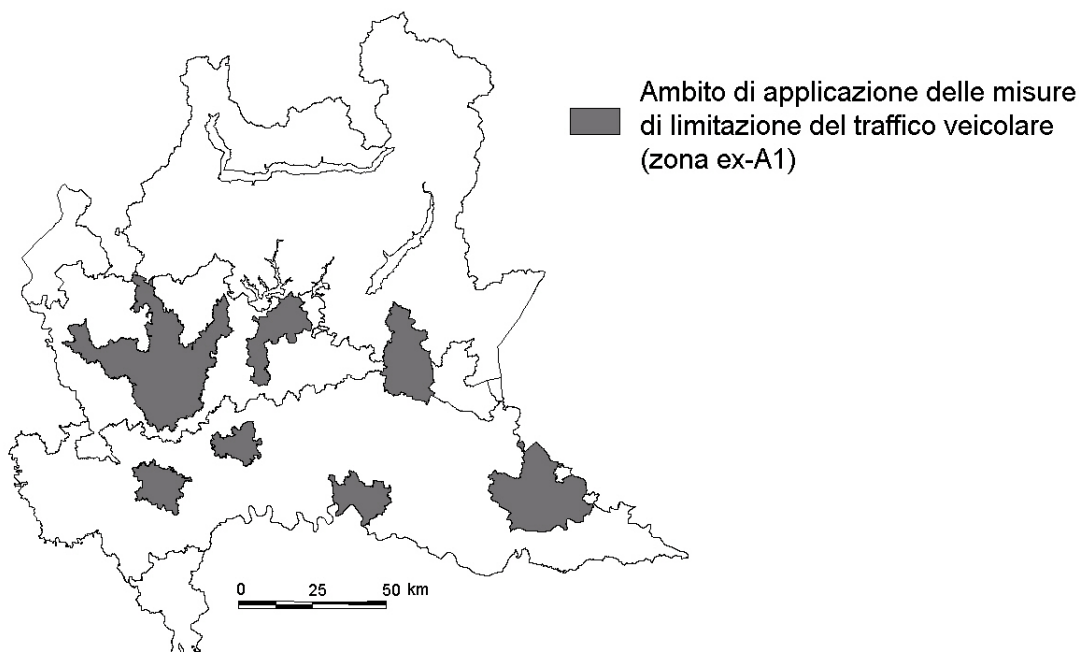 Ambito di applicazione delle misure
di limitazione del traffico veicolare
(zona ex-A1)
0 25 50 km